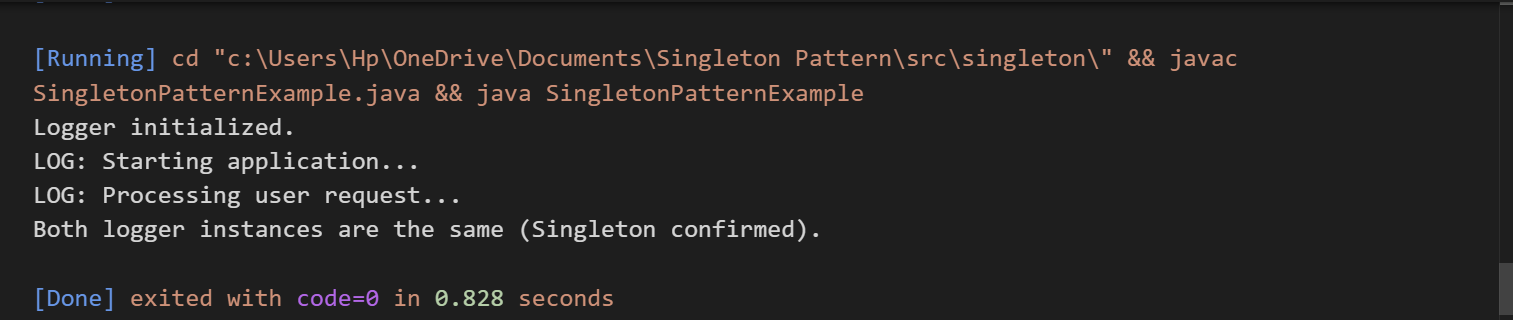 [Running] cd "c:\Users\Hp\OneDrive\Documents\Singleton Pattern\src\singleton\" && javac
SingletonPatternExample.java && java SingletonPatternExample
Logger initialized.
LOG: Starting application...
LOG: Processing user request...
Both logger instances are the same (Singleton confirmed).
[Done] exited with code=0 in 0.828 seconds